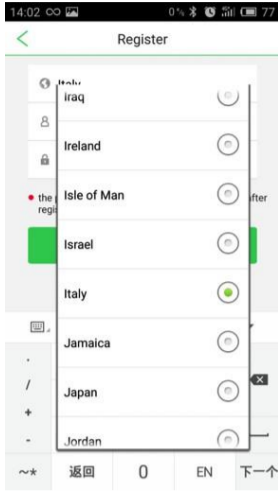 14:02
0%
77
Register
Italy
Iraq
Ireland
Isle of Man
Israel
Italy
Jamaica
Japan
Jordan
the
fter
regi
.
/
+
-
~*
返回
0
EN
下一个